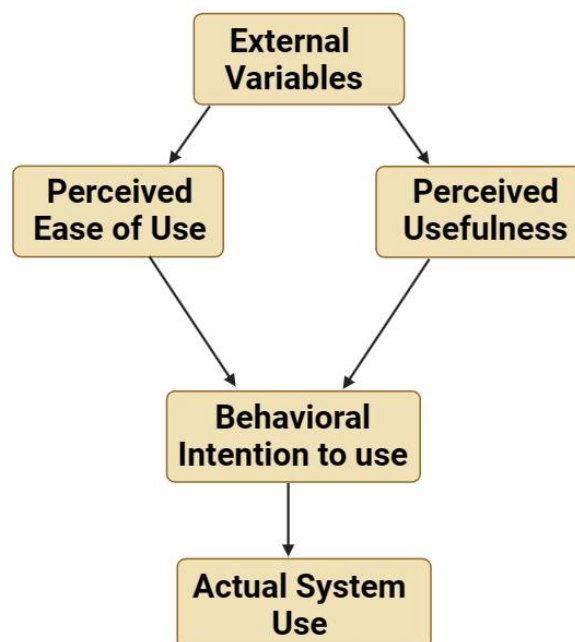 External
Variables
Perceived
Ease of Use
Perceived
Usefulness
Behavioral
Intention to use
Actual System
Use